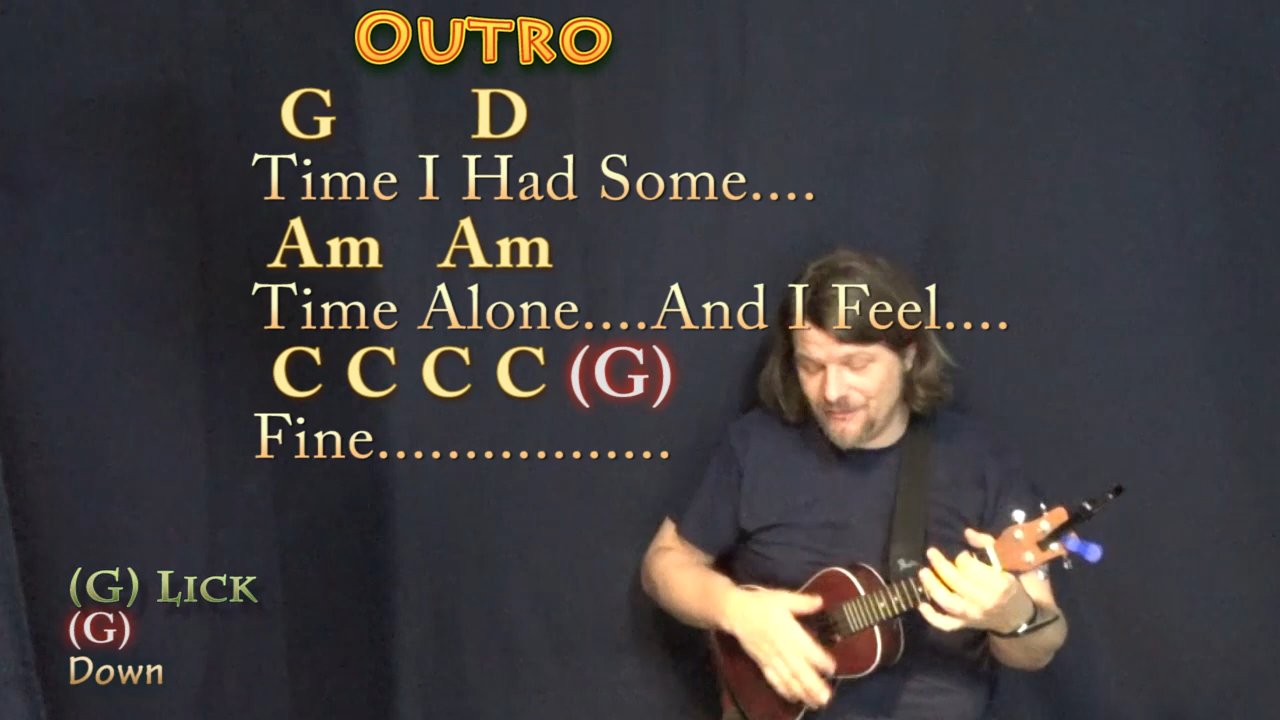 Outro
G D
Time I Had Some....
Am Am
Time Alone....And I Feel....
C C C C (G)
Fine.................
(G) Lick
(G)
Down